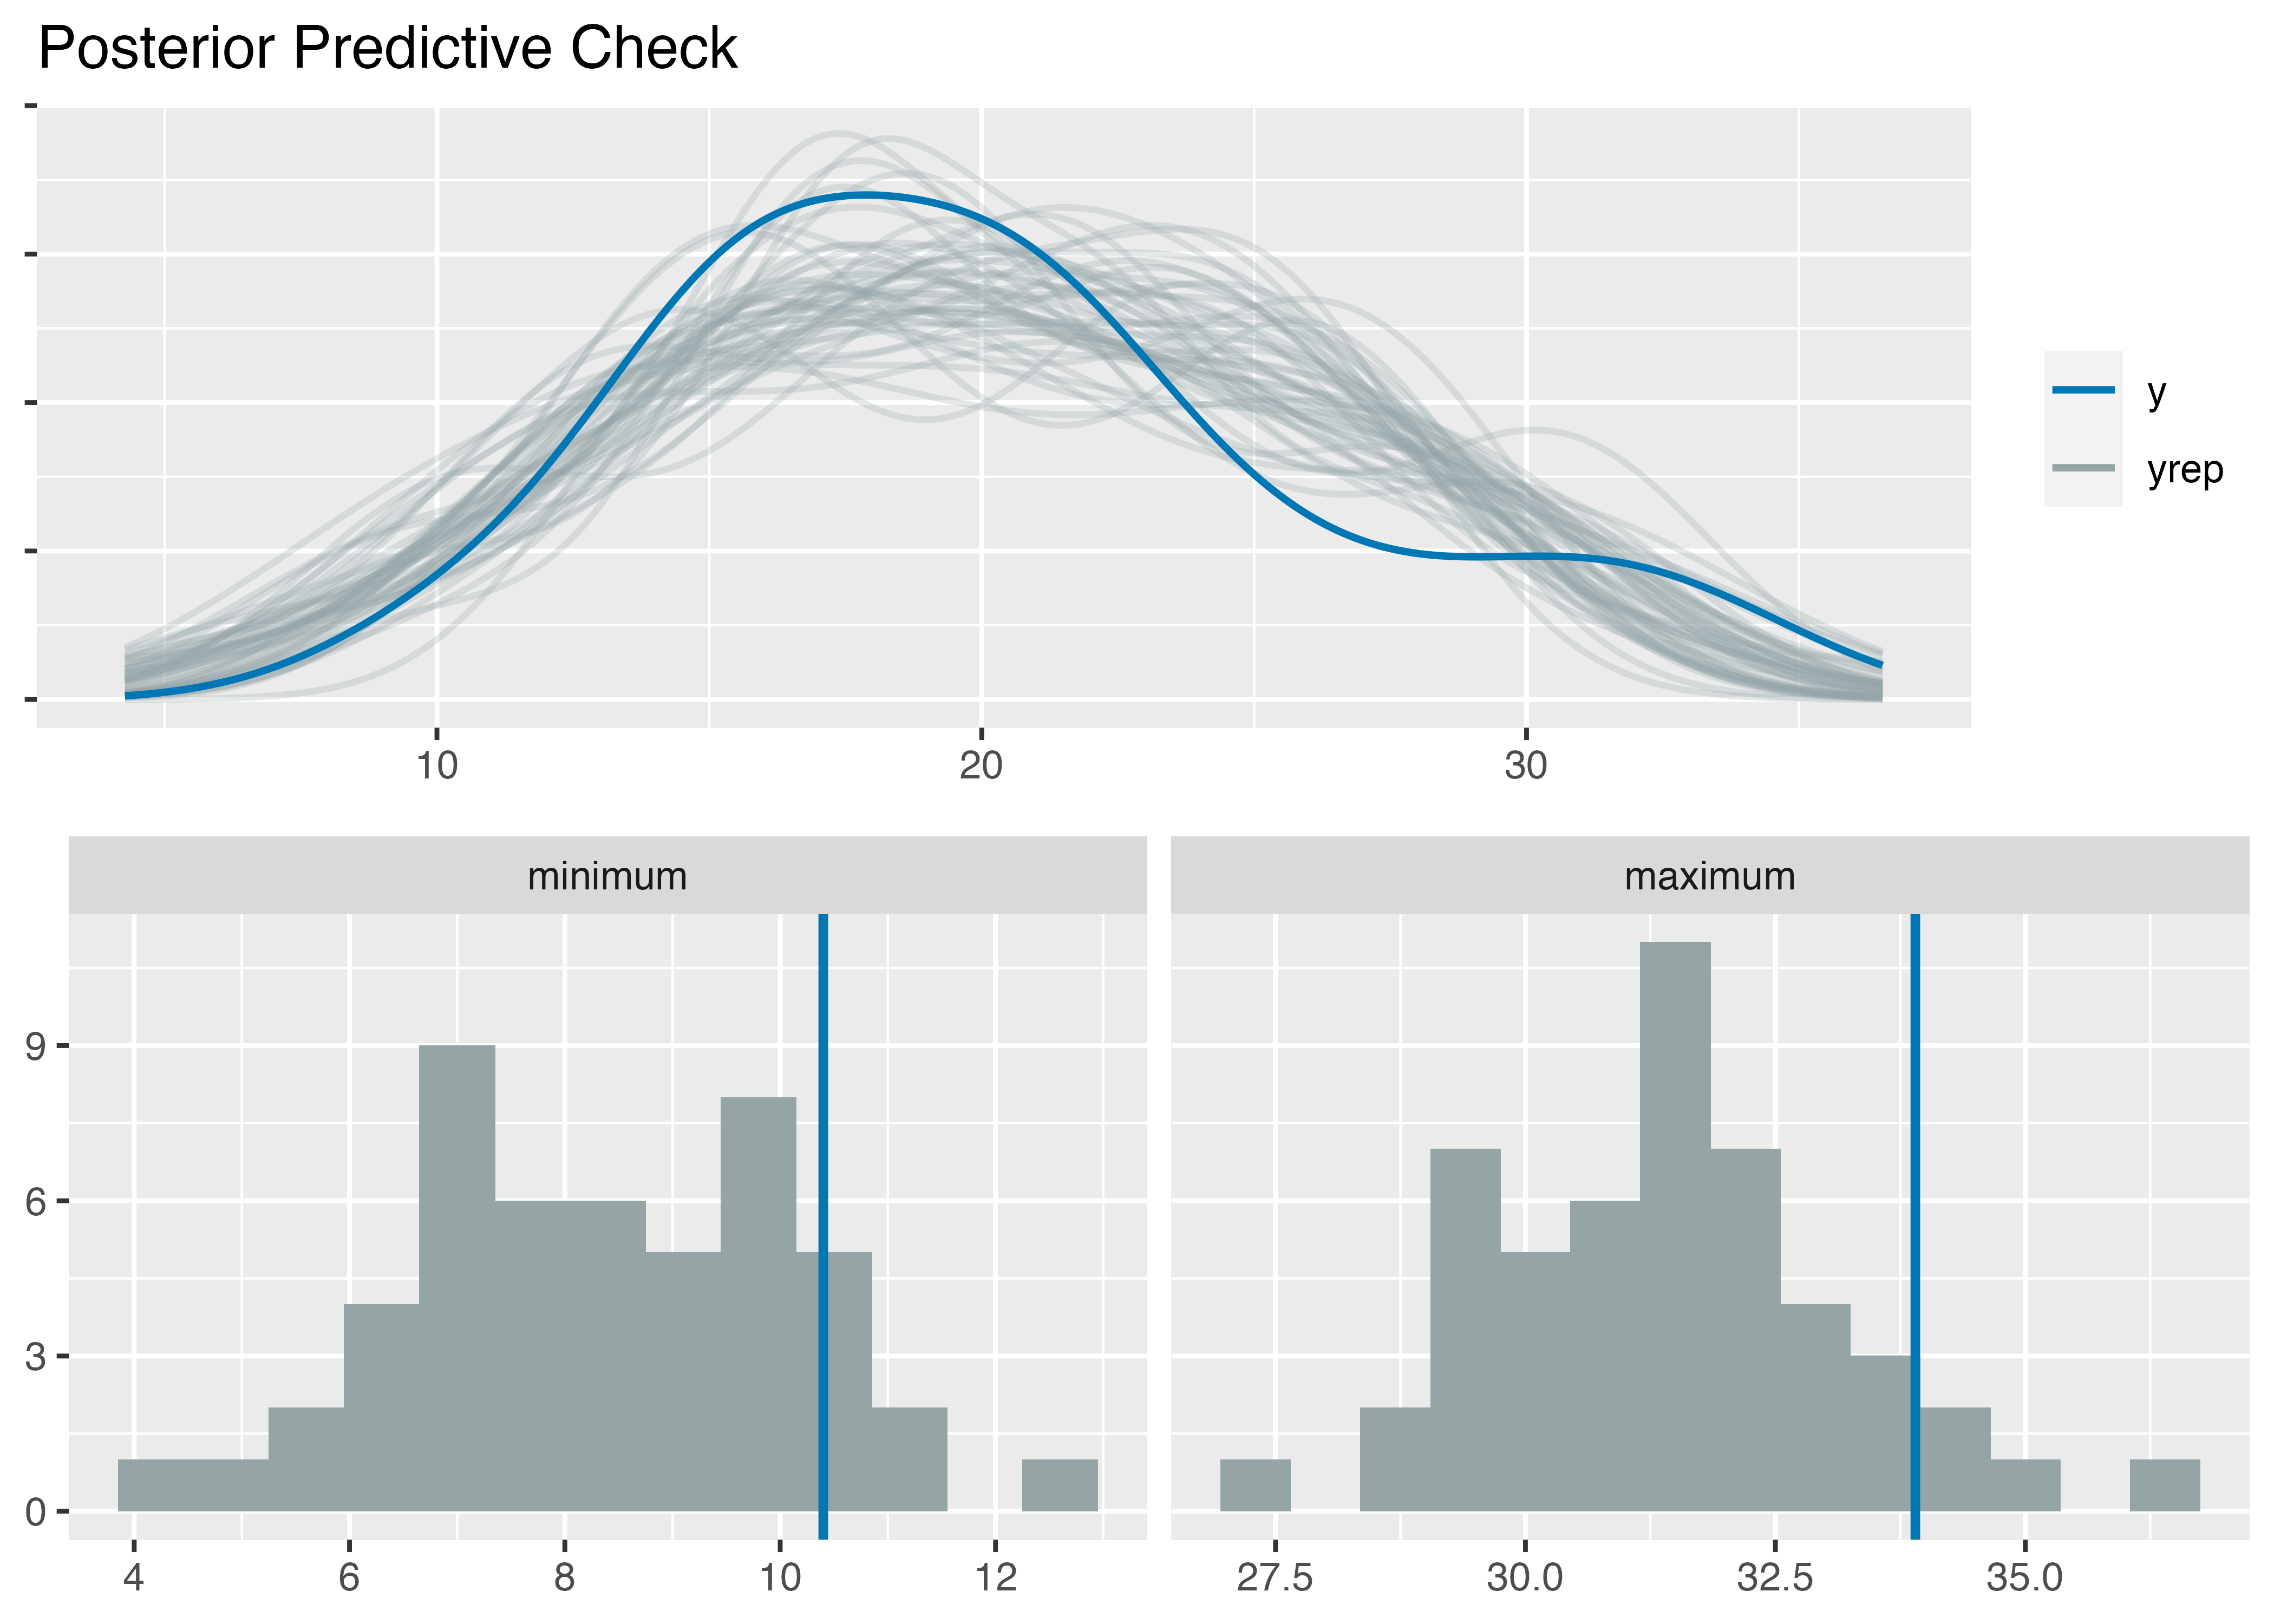 Posterior Predictive Check
y
yrep
10 20 30
minimum maximum
9
6
3
0
4 6 8 10 12 27.5 30.0 32.5 35.0